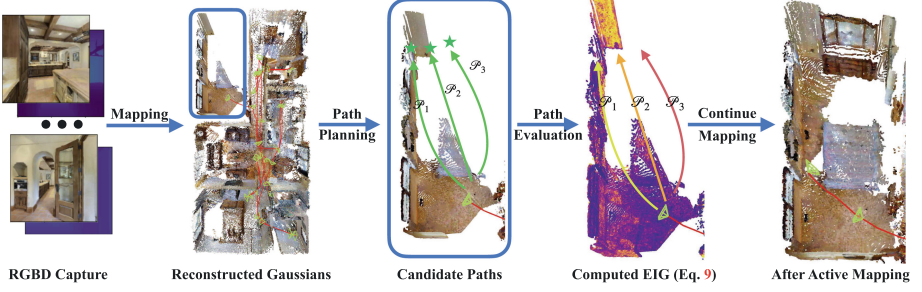 Mapping
Path
Planning
𝒫1
𝒫2
𝒫3
Path
Evaluation
𝒫1
𝒫2
𝒫3
Continue
Mapping
RGBD Capture
Reconstructed Gaussians
Candidate Paths
Computed EIG (Eq. 9)
After Active Mapping